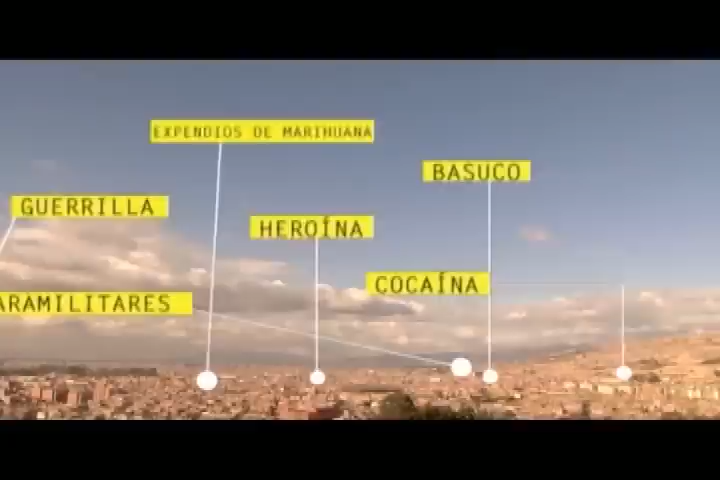 EXPENDIOS DE MARIHUANA
BASUCO
GUERRILLA
HEROÍNA
COCAÍNA
ARAMILITARES